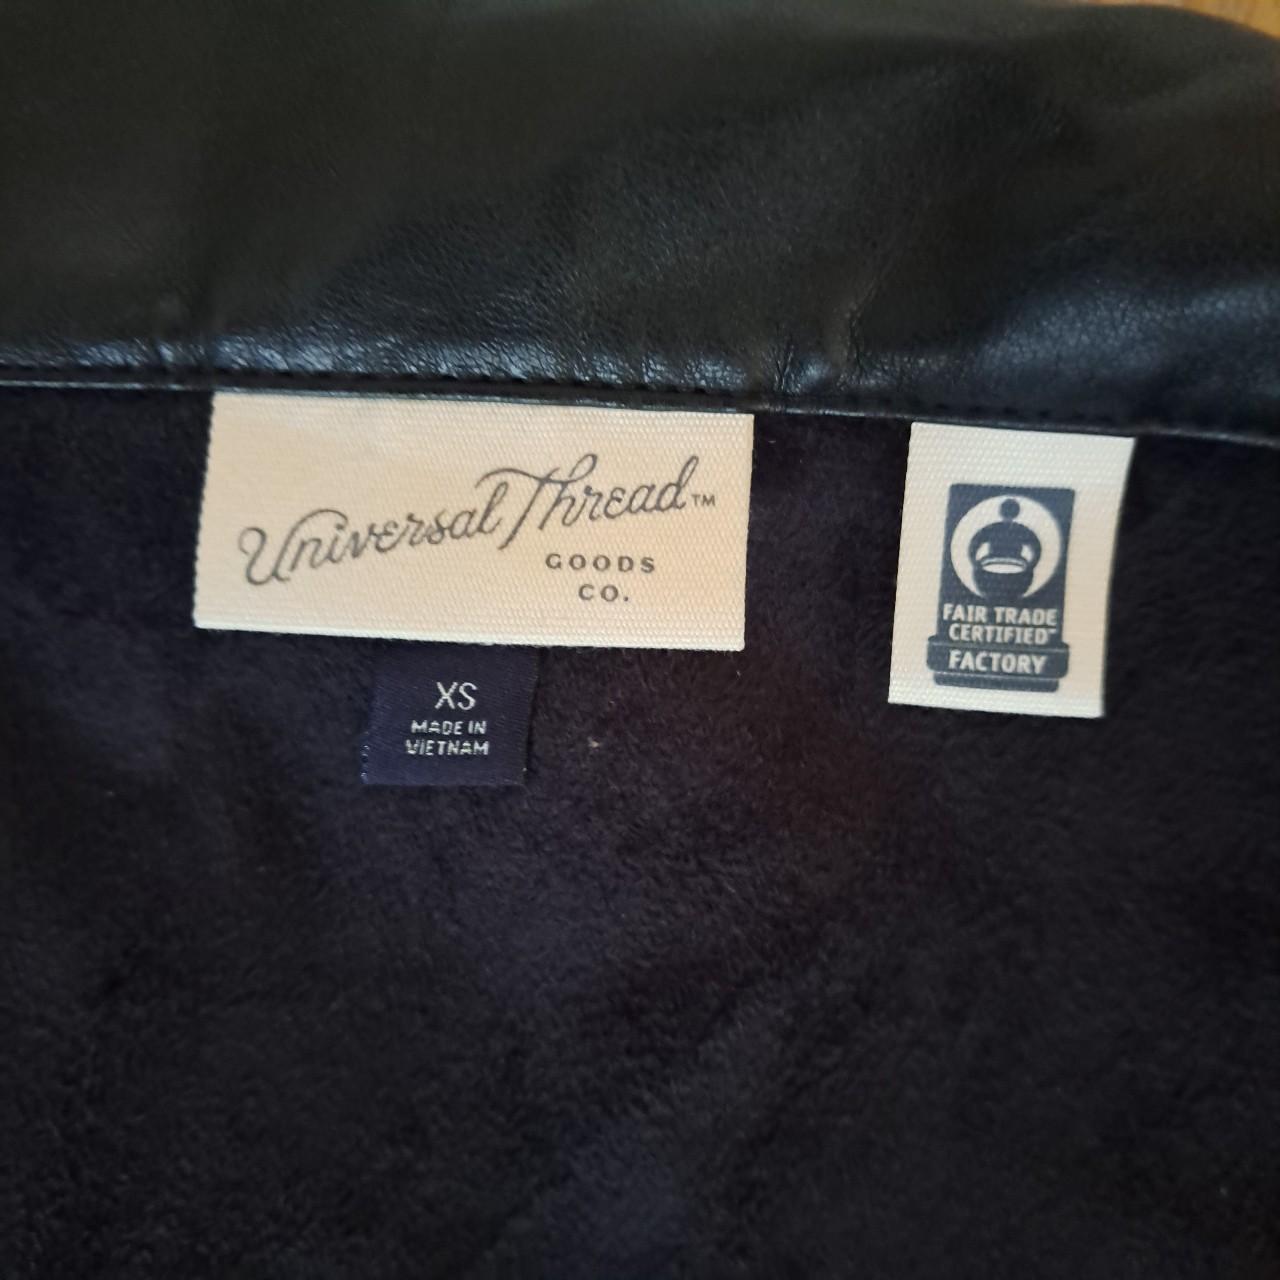 Universal Thread™
GOODS
CO.
XS
MADE IN
VIETNAM
FAIR TRADE
CERTIFIED™
FACTORY